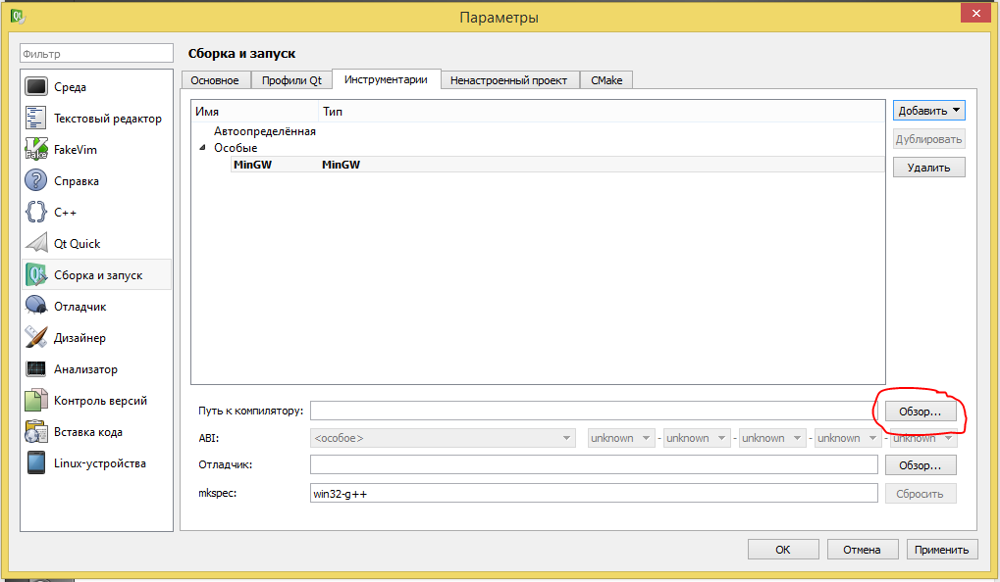 Параметры
Фильтр
Среда
Текстовый редактор
FakeVim
Справка
C++
Qt Quick
Сборка и запуск
Отладчик
Дизайнер
Анализатор
Контроль версий
Вставка кода
Linux-устройства
Сборка и запуск
Основное Профили Qt Инструментарии Ненастроенный проект CMake
Имя Тип
Автоопределённая
Особые
MinGW MinGW
Добавить
Дублировать
Удалить
Путь к компилятору: Обзор...
ABI: <особое> unknown - unknown - unknown - unknown - unknown
Отладчик: Обзор...
mkspec: win32-g++ Сбросить
ОК Отмена Применить